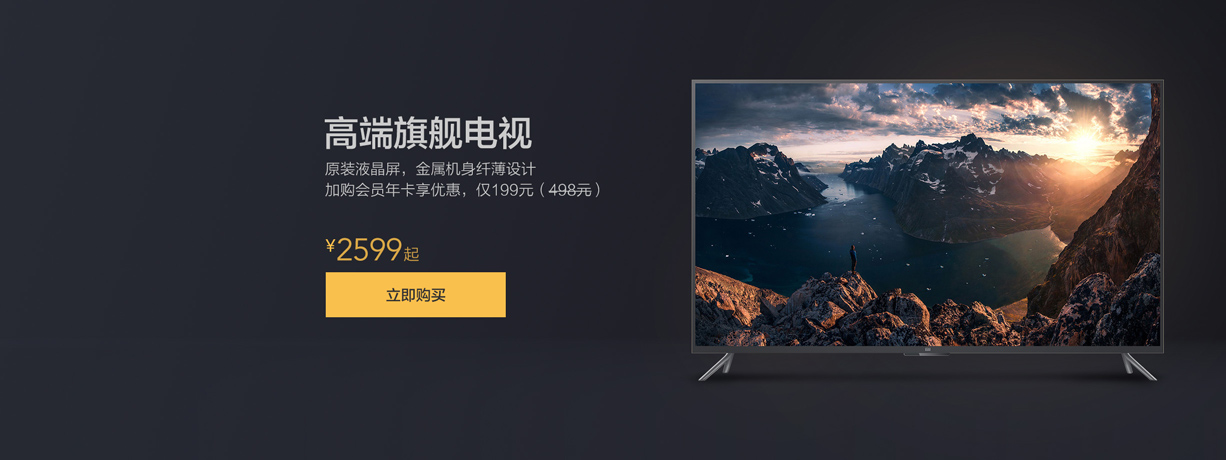 高端旗舰电视
原装液晶屏，金属机身纤薄设计
加购会员年卡享优惠，仅199元（498元）
¥2599起
立即购买